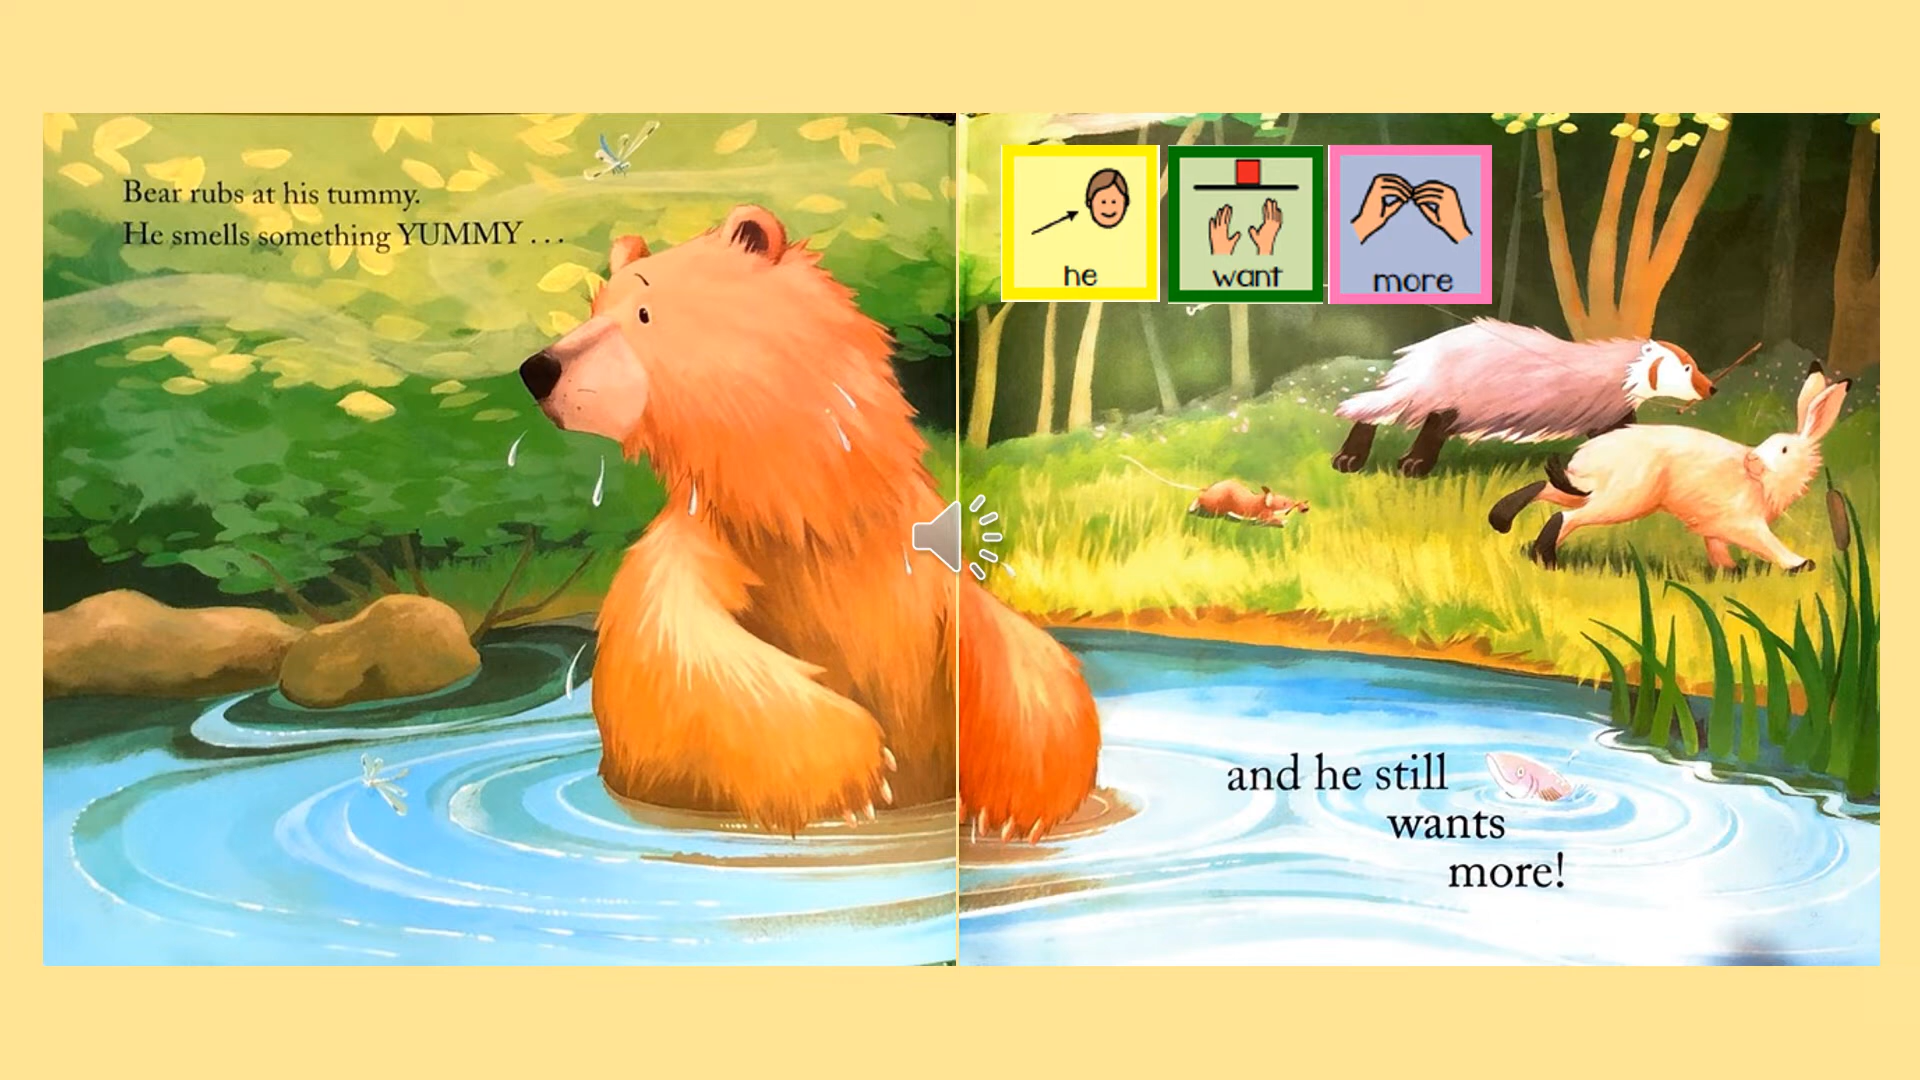 Bear rubs at his tummy.
He smells something YUMMY . . .
he
want
more
and he still
wants
more!